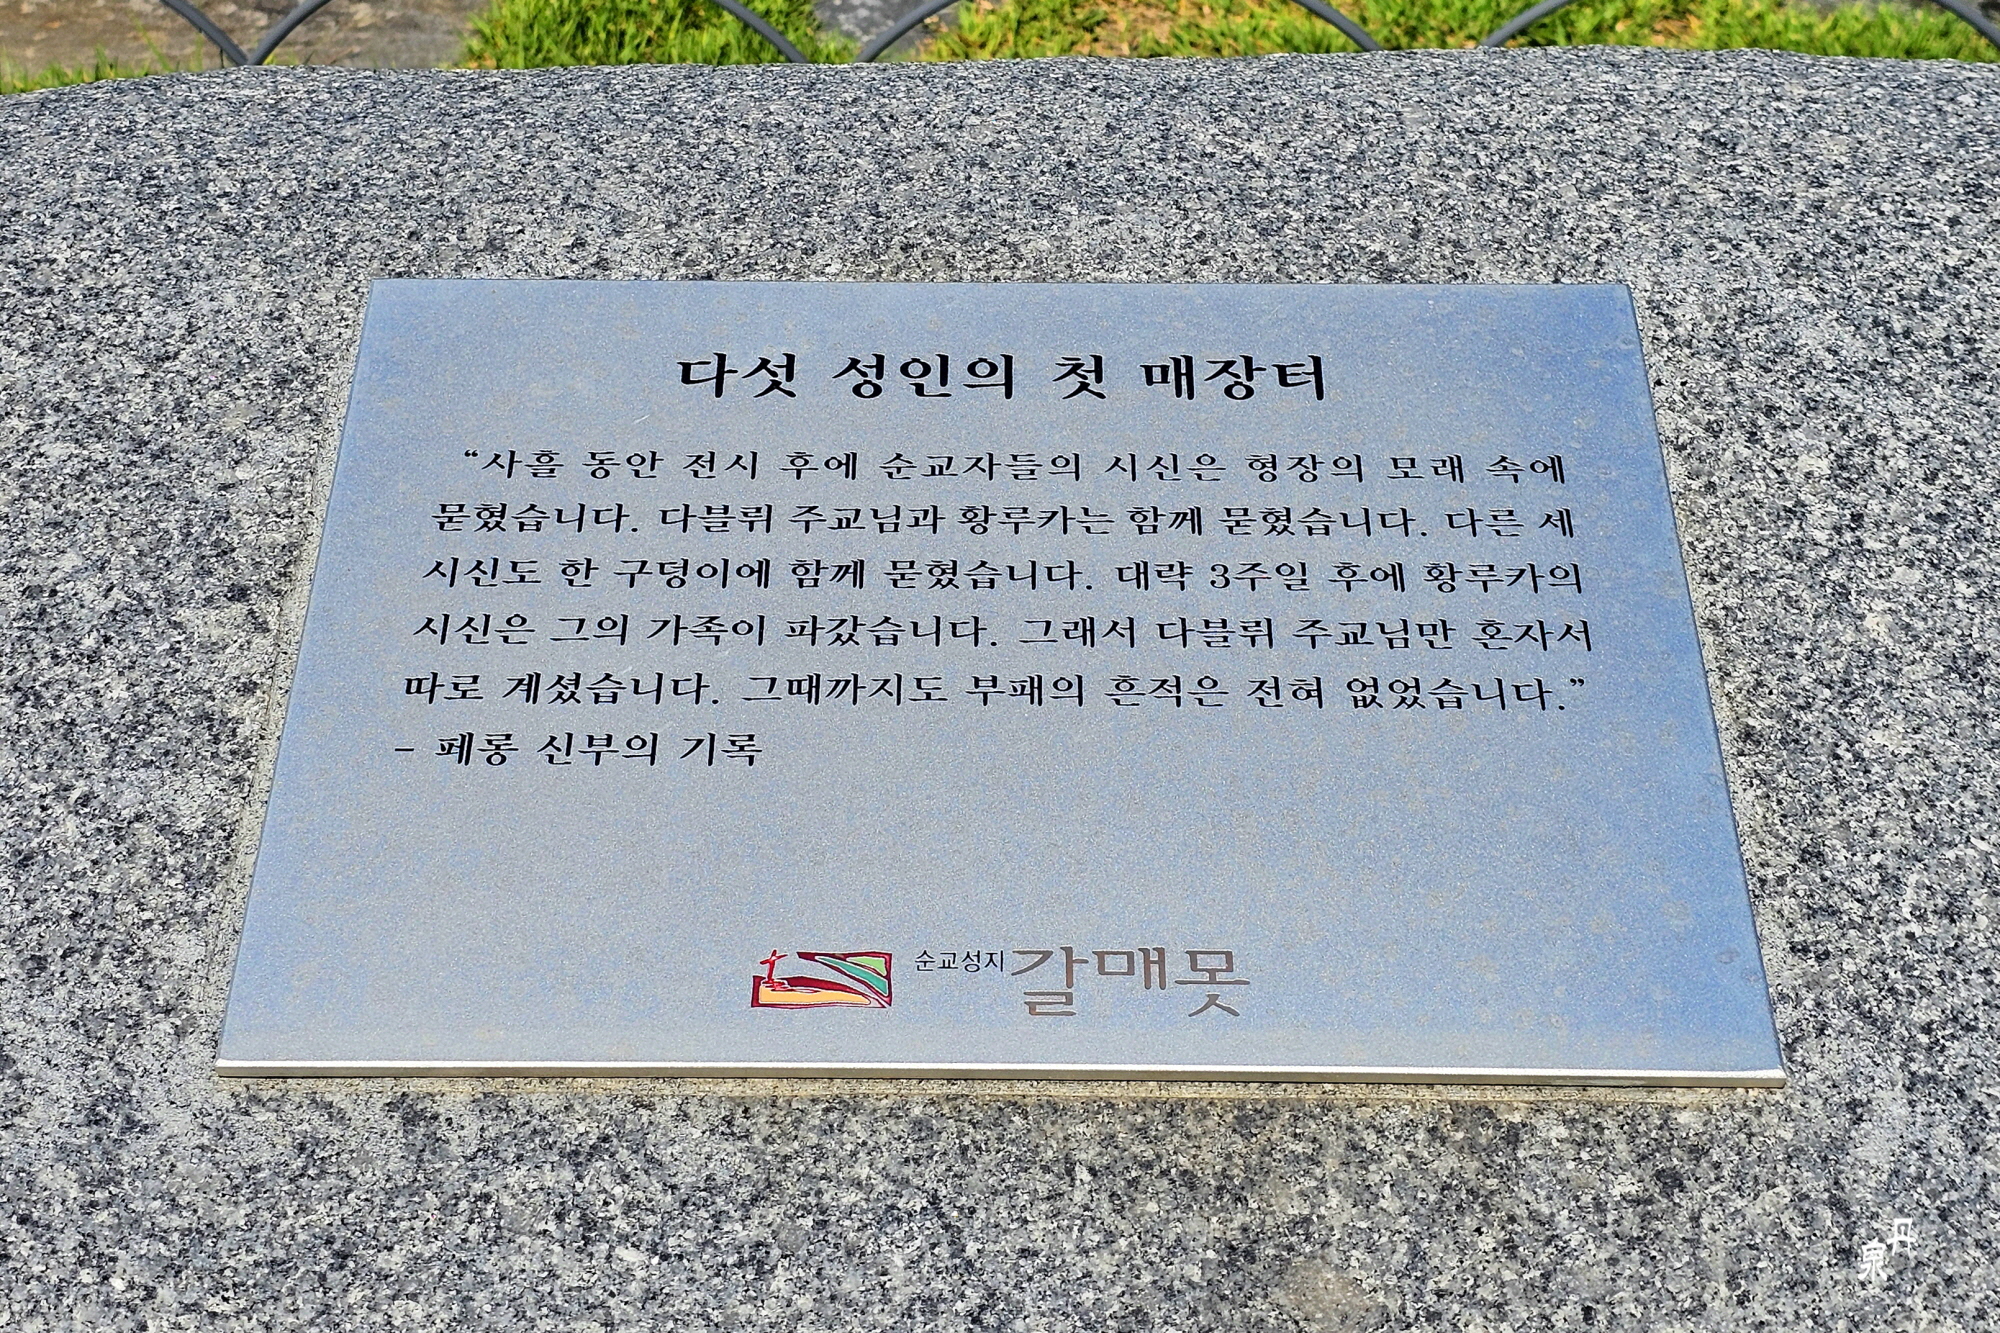 다섯 성인의 첫 매장터
“사흘 동안 전시 후에 순교자들의 시신은 형장의 모래 속에
묻혔습니다. 다블뤼 주교님과 황루카는 함께 묻혔습니다. 다른 세
시신도 한 구덩이에 함께 묻혔습니다. 대략 3주일 후에 황루카의
시신은 그의 가족이 파갔습니다. 그래서 다블뤼 주교님만 혼자서
따로 계셨습니다. 그때까지도 부패의 흔적은 전혀 없었습니다.”
- 페롱 신부의 기록
순교성지 갈매못
丹
泉